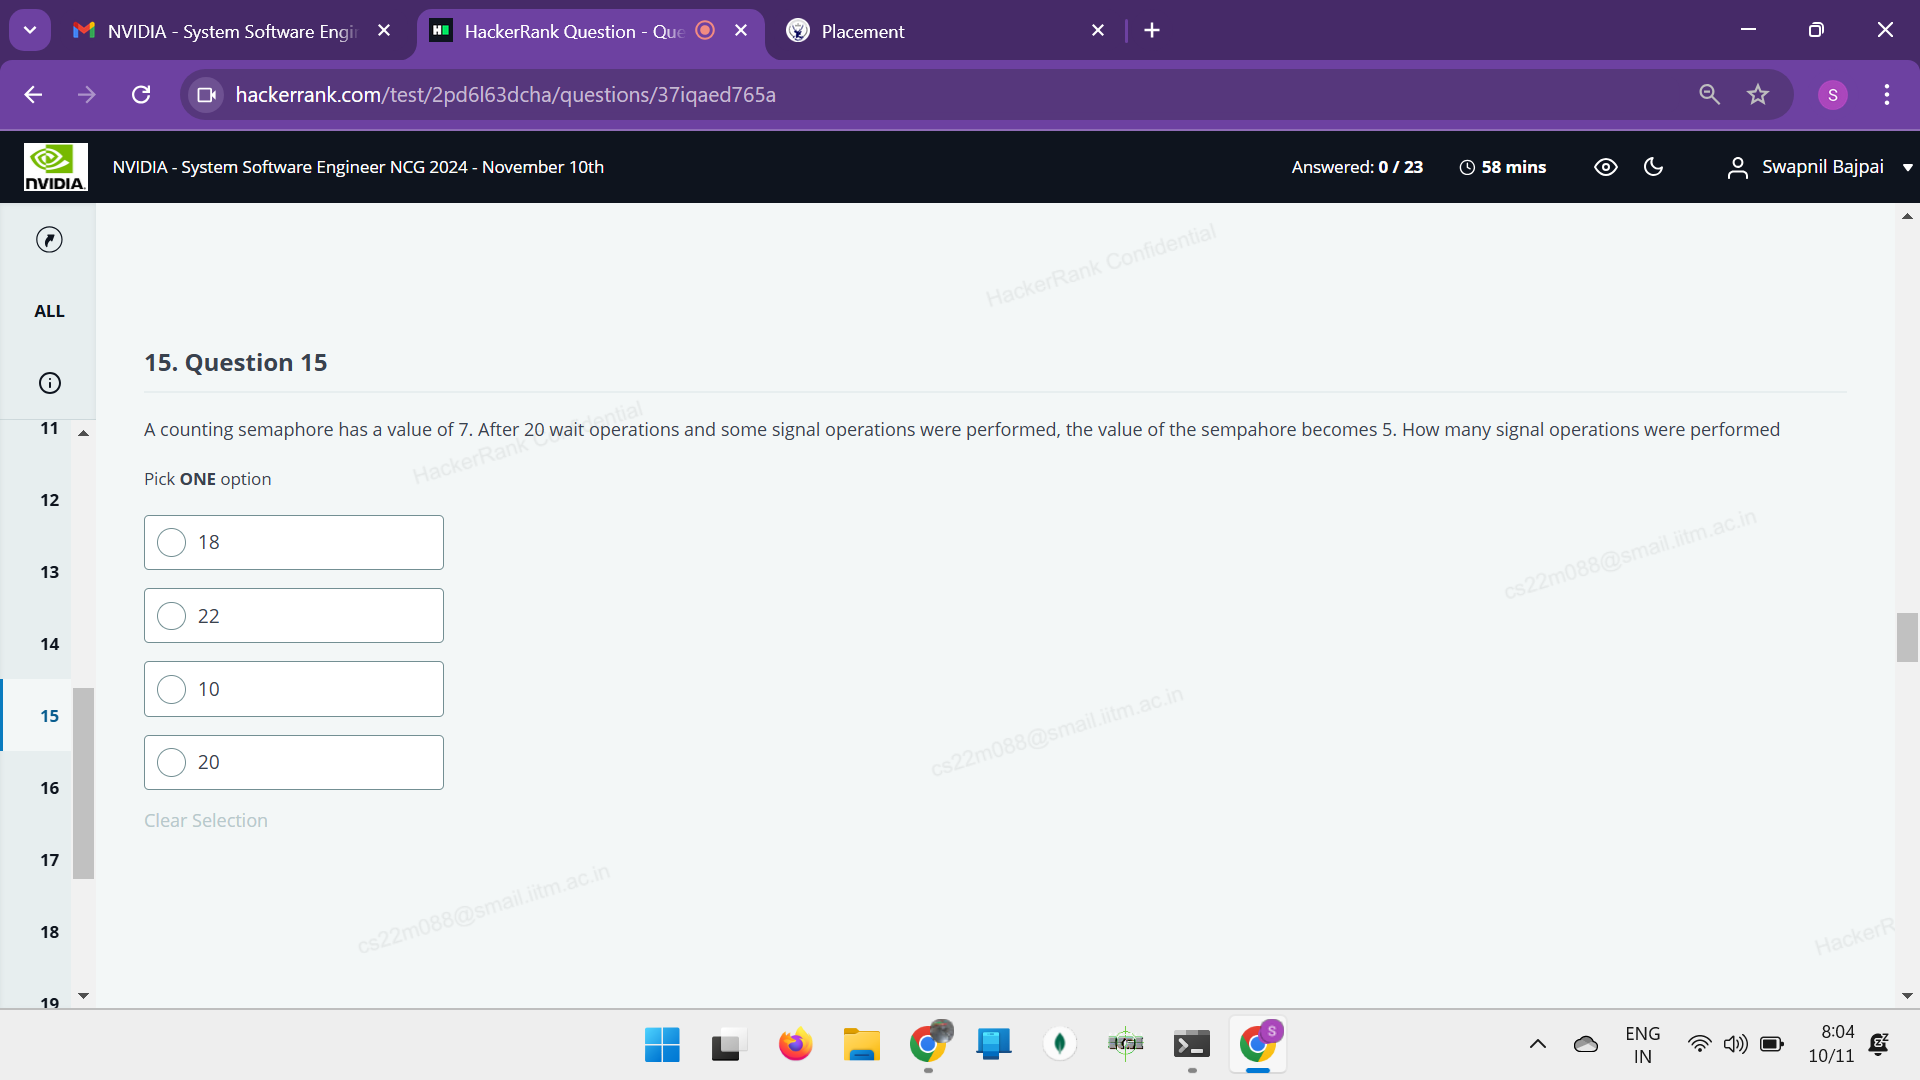 NVIDIA - System Software Engin
HackerRank Question - Que
Placement
hackerrank.com/test/2pd6l63dcha/questions/37iqaed765a
S
NVIDIA
NVIDIA - System Software Engineer NCG 2024 - November 10th
Answered: 0 / 23
58 mins
Swapnil Bajpai
ALL
11
12
13
14
15
16
17
18
19
HackerRank Confidential
15. Question 15
A counting semaphore has a value of 7. After 20 wait operations and some signal operations were performed, the value of the sempahore becomes 5. How many signal operations were performed
HackerRank Confidential
Pick ONE option
18
22
10
20
Clear Selection
cs22m088@smail.iitm.ac.in
cs22m088@smail.iitm.ac.in
cs22m088@smail.iitm.ac.in
HackerR
S
ENG
IN
8:04
10/11